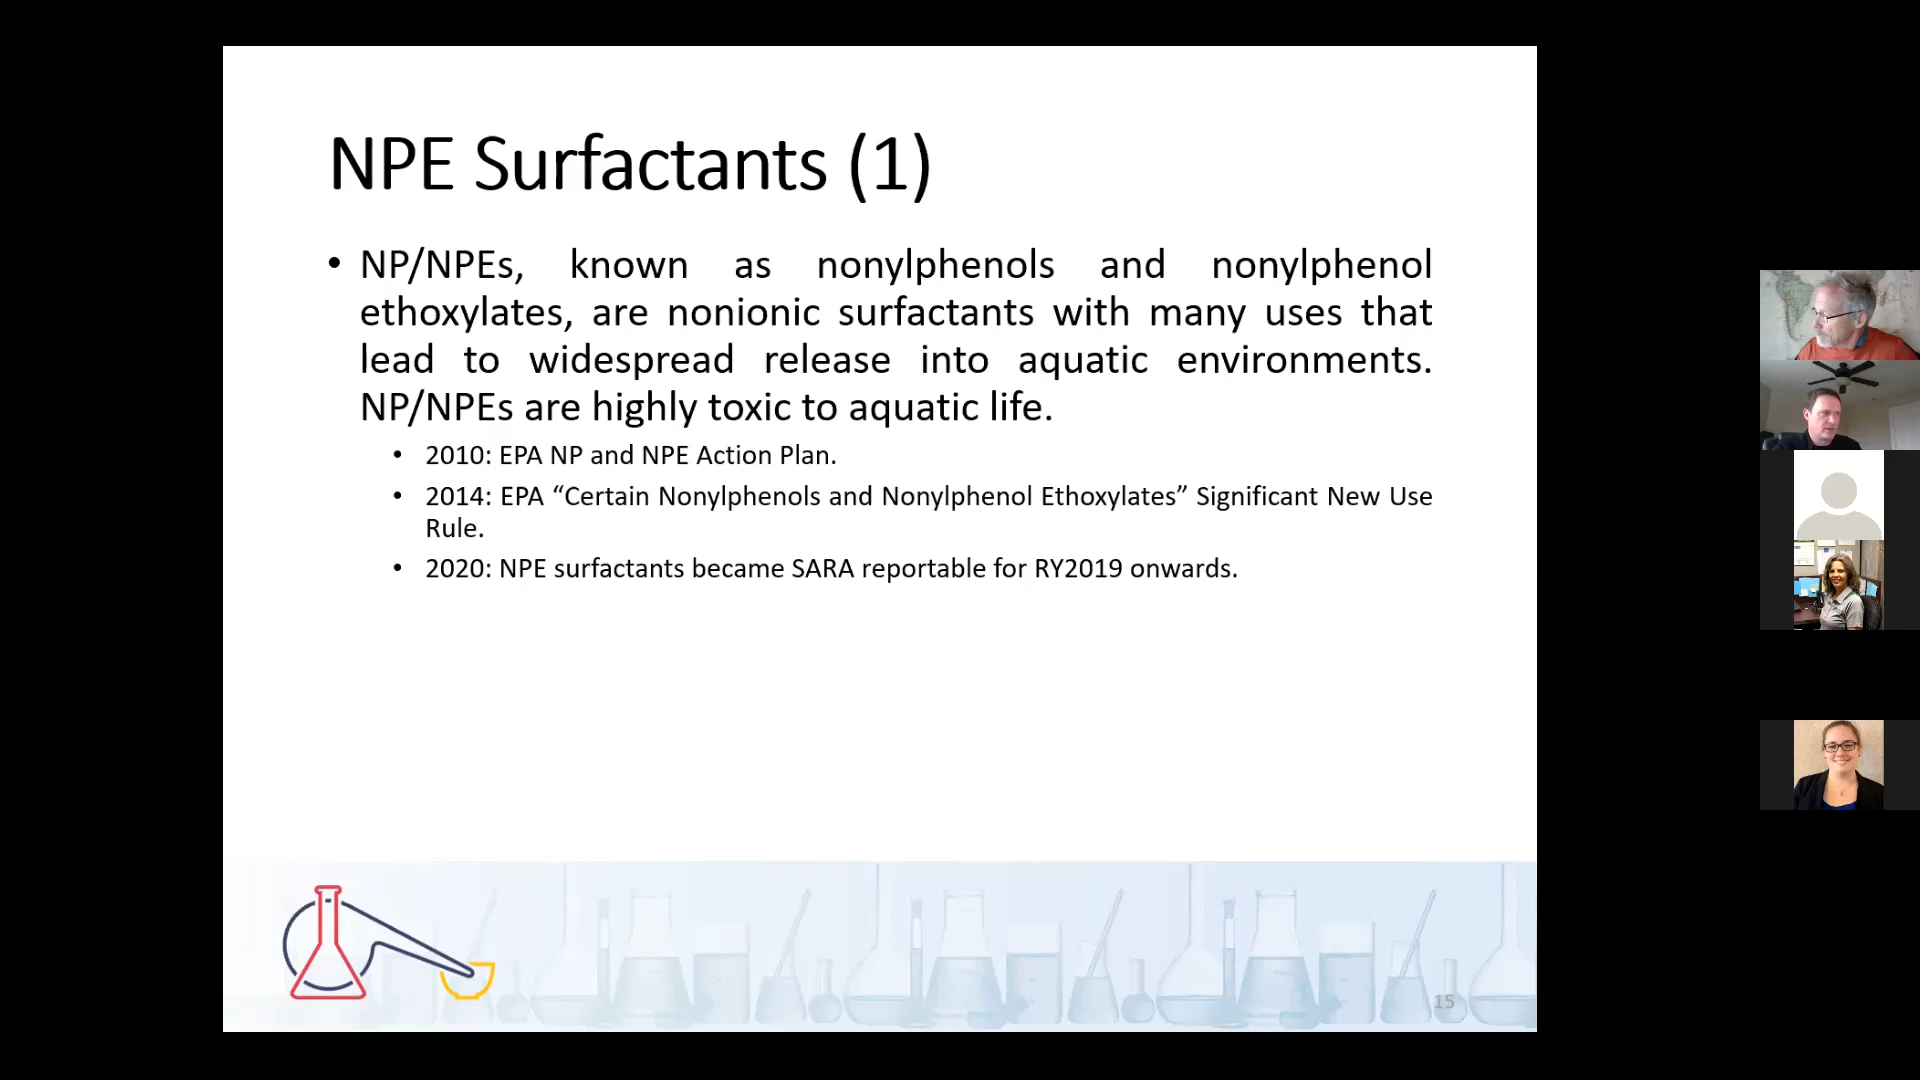 NPE Surfactants (1)
• NP/NPEs, known as nonylphenols and nonylphenol
ethoxylates, are nonionic surfactants with many uses that
lead to widespread release into aquatic environments.
NP/NPEs are highly toxic to aquatic life.
• 2010: EPA NP and NPE Action Plan.
• 2014: EPA “Certain Nonylphenols and Nonylphenol Ethoxylates” Significant New Use
Rule.
• 2020: NPE surfactants became SARA reportable for RY2019 onwards.
15